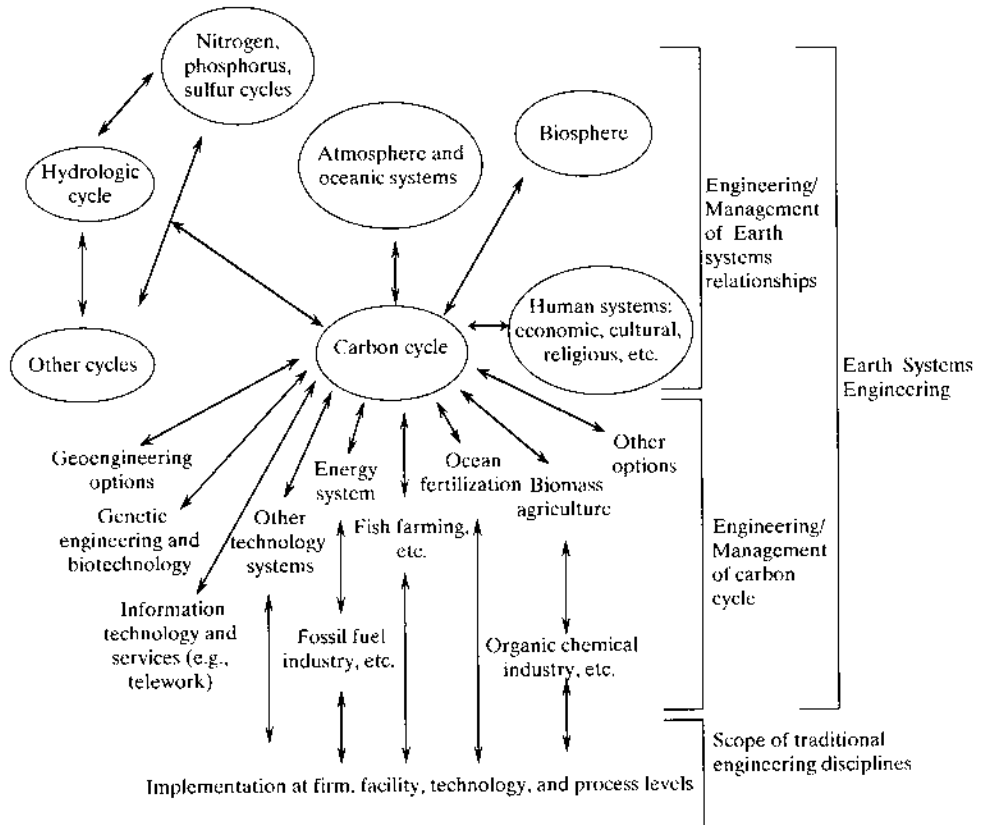 Nitrogen,
phosphorus,
sulfur cycles
Biosphere
Atmosphere and
oceanic systems
Hydrologic
cycle
Engineering/
Management
of Earth
systems
relationships
Human systems:
economic, cultural,
religious, etc.
Carbon cycle
Other cycles
Earth Systems
Engineering
Geoengineering
options
Energy
system
Ocean
fertilization
Biomass
agriculture
Other
options
Genetic
engineering and
biotechnology
Other
technology
systems
Fish farming,
etc.
Engineering/
Management
of carbon
cycle
Information
technology and
services (e.g.,
telework)
Fossil fuel
industry, etc.
Organic chemical
industry, etc.
Scope of traditional
engineering disciplines
Implementation at firm, facility, technology, and process levels